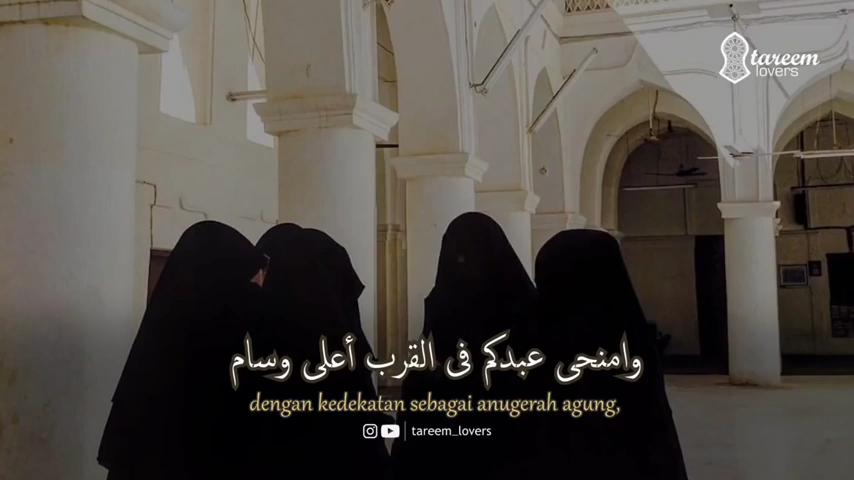 tareem
lovers
وامنحى عبدكم فى القرب أعلى وسام
dengan kedekatan sebagai anugerah agung,
tareem_lovers